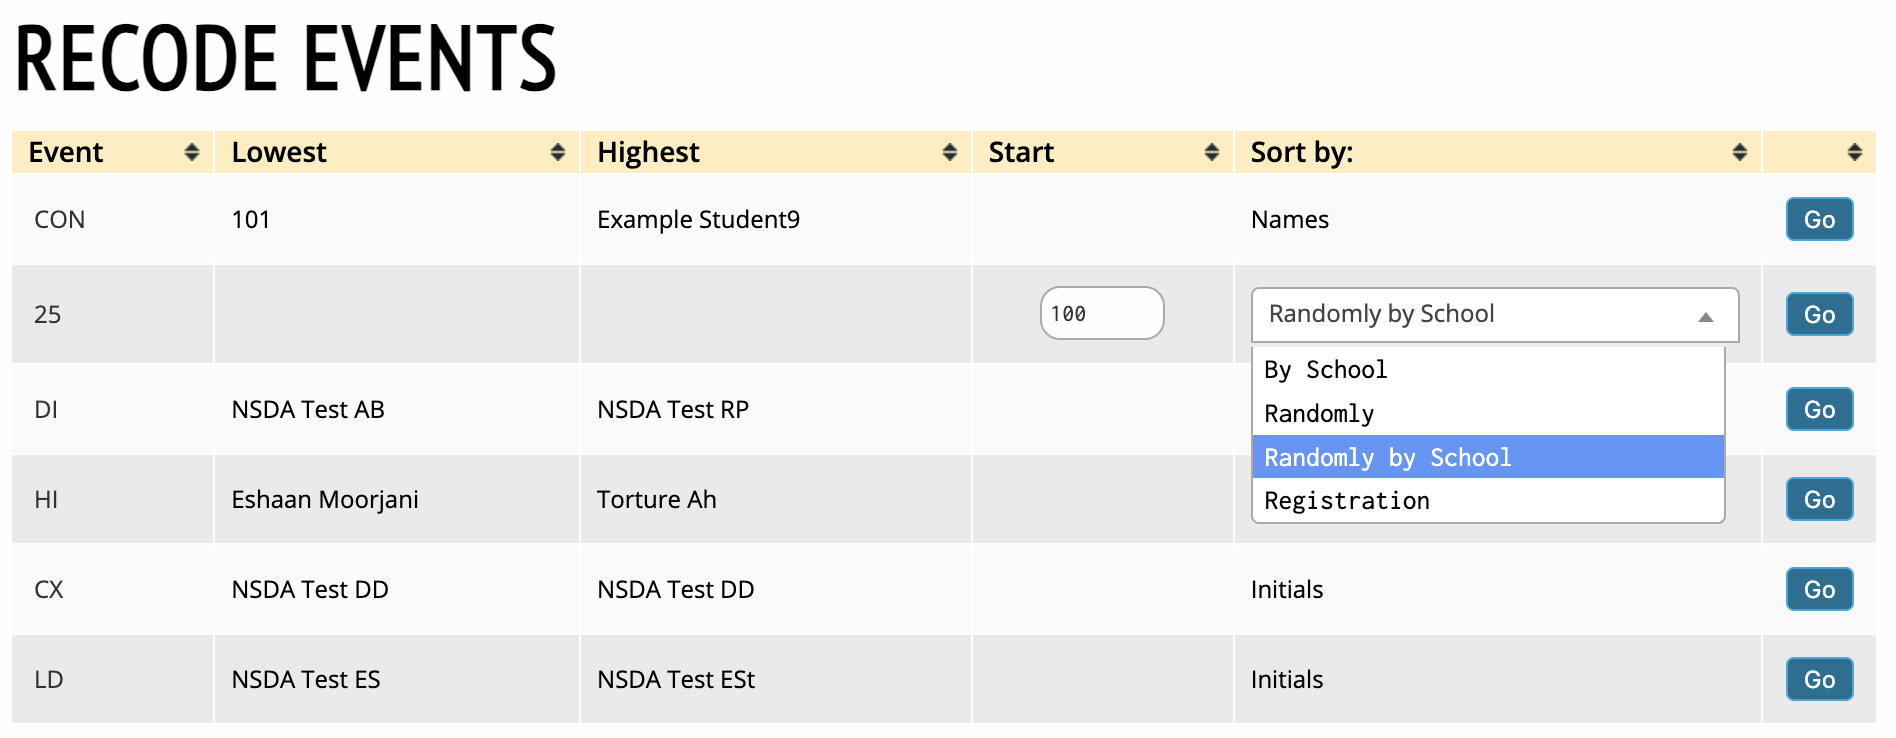 RECODE EVENTS
Event Lowest Highest Start Sort by:
CON 101 Example Student9 Names Go
25 100 Randomly by School Go
By School
Randomly
DI NSDA Test AB NSDA Test RP Go
Randomly by School
HI Eshaan Moorjani Torture Ah Registration Go
CX NSDA Test DD NSDA Test DD Initials Go
LD NSDA Test ES NSDA Test ESt Initials Go